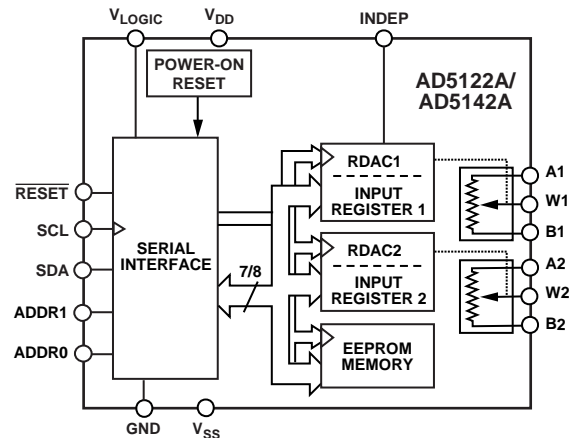 VLOGIC
VDD
INDEP
POWER-ON
RESET
AD5122A/
AD5142A
RDAC1
INPUT
REGISTER 1
A1
W1
B1
RESET
SCL
SDA
ADDR1
ADDR0
SERIAL
INTERFACE
7/8
RDAC2
INPUT
REGISTER 2
A2
W2
B2
EEPROM
MEMORY
GND
VSS